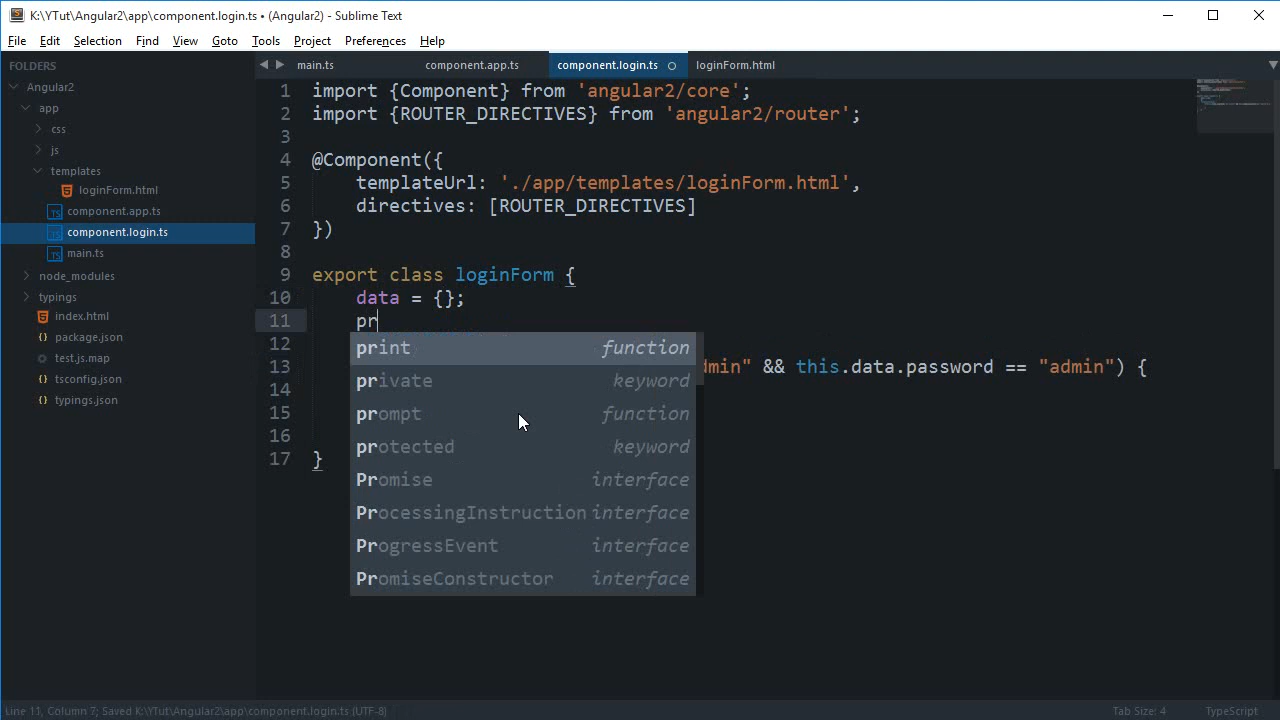 K:\YTut\Angular2\app\component.login.ts • (Angular2) - Sublime Text
File Edit Selection Find View Goto Tools Project Preferences Help
FOLDERS
Angular2
app
css
js
templates
loginForm.html
component.app.ts
component.login.ts
main.ts
node_modules
typings
index.html
package.json
test.js.map
tsconfig.json
typings.json
main.ts component.app.ts component.login.ts loginForm.html
1 import {Component} from 'angular2/core';
2 import {ROUTER_DIRECTIVES} from 'angular2/router';
3
4 @Component({
5 templateUrl: './app/templates/loginForm.html',
6 directives: [ROUTER_DIRECTIVES]
7 })
8
9 export class loginForm {
10 data = {};
11 pr
12
13 dmin" && this.data.password == "admin") {
14
15
16
17 }
print function
private keyword
prompt function
protected keyword
Promise interface
ProcessingInstruction interface
ProgressEvent interface
PromiseConstructor interface
Line 11, Column 7; Saved K:\YTut\Angular2\app\component.login.ts (UTF-8) Tab Size: 4 TypeScript